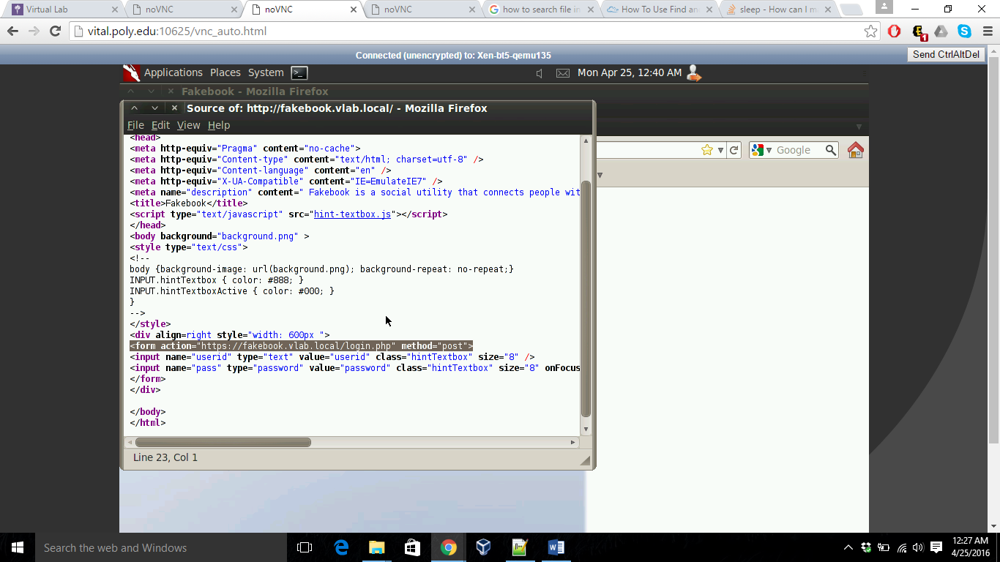 Virtual Lab
noVNC
noVNC
noVNC
how to search file in
How To Use Find an
sleep - How can I m
vital.poly.edu:10625/vnc_auto.html
1
Connected (unencrypted) to: Xen-bt5-qemu135
Send CtrlAltDel
Applications Places System
Mon Apr 25, 12:40 AM
Fakebook - Mozilla Firefox
Source of: http://fakebook.vlab.local/ - Mozilla Firefox
File Edit View Help
Google
<head>
<meta http-equiv="Pragma" content="no-cache">
<meta http-equiv="Content-type" content="text/html; charset=utf-8" />
<meta http-equiv="Content-language" content="en" />
<meta http-equiv="X-UA-Compatible" content="IE=EmulateIE7" />
<meta name="description" content=" Fakebook is a social utility that connects people wit
<title>Fakebook</title>
<script type="text/javascript" src="hint-textbox.js"></script>
</head>
<body background="background.png" >
<style type="text/css">
<!--
body {background-image: url(background.png); background-repeat: no-repeat;}
INPUT.hintTextbox { color: #888; }
INPUT.hintTextboxActive { color: #000; }
}
-->
</style>
<div align=right style="width: 600px ">
<form action="https://fakebook.vlab.local/login.php" method="post">
<input name="userid" type="text" value="userid" class="hintTextbox" size="8" />
<input name="pass" type="password" value="password" class="hintTextbox" size="8" onFocus
</form>
</div>
</body>
</html>
Line 23, Col 1
Search the web and Windows
12:27 AM
4/25/2016